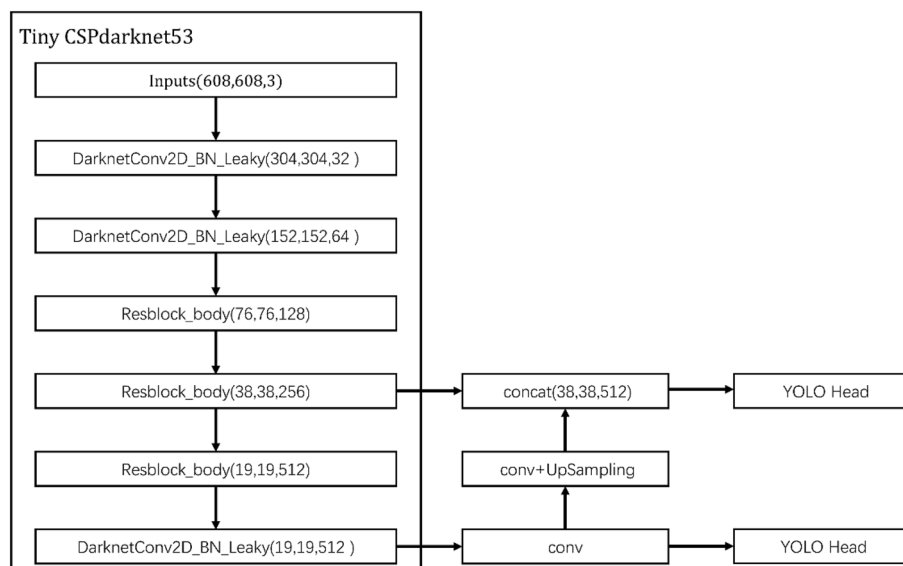 Tiny CSPdarknet53
Inputs(608,608,3)
DarknetConv2D_BN_Leaky(304,304,32 )
DarknetConv2D_BN_Leaky(152,152,64 )
Resblock_body(76,76,128)
Resblock_body(38,38,256)
concat(38,38,512)
YOLO Head
Resblock_body(19,19,512)
conv+UpSampling
DarknetConv2D_BN_Leaky(19,19,512 )
conv
YOLO Head